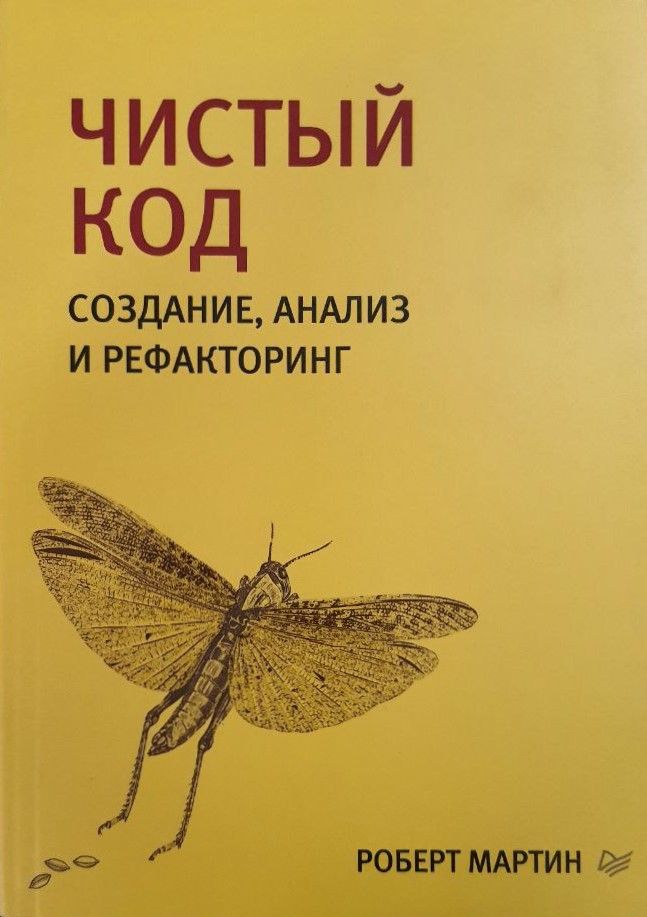 ЧИСТЫЙ
КОД
СОЗДАНИЕ, АНАЛИЗ
И РЕФАКТОРИНГ
РОБЕРТ МАРТИН